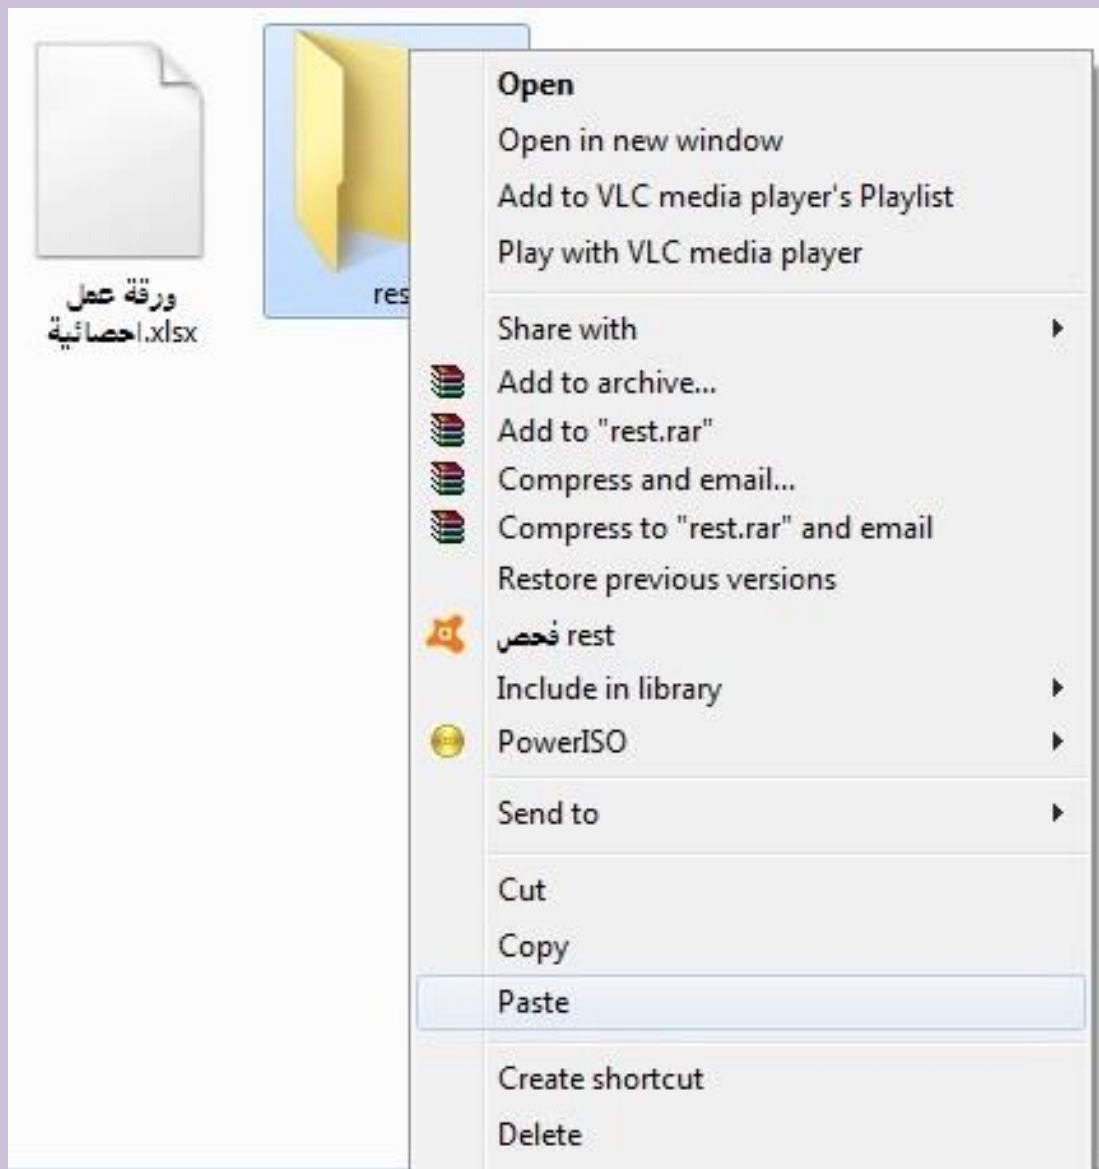 ورقة عمل
احصائية.xlsx
res
Open
Open in new window
Add to VLC media player's Playlist
Play with VLC media player
Share with
Add to archive...
Add to "rest.rar"
Compress and email...
Compress to "rest.rar" and email
Restore previous versions
فحص rest
Include in library
PowerISO
Send to
Cut
Copy
Paste
Create shortcut
Delete